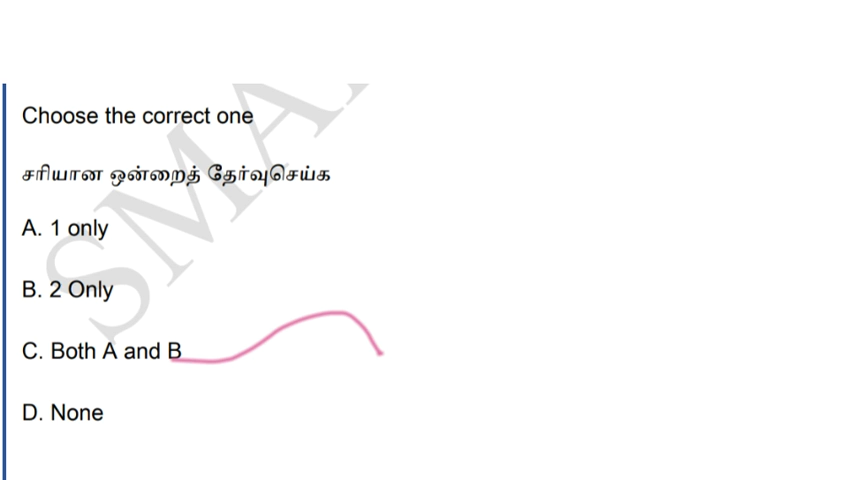 Choose the correct one
சரியான ஒன்றைத் தேர்வுசெய்க
A. 1 only
B. 2 Only
C. Both A and B
D. None
SMA